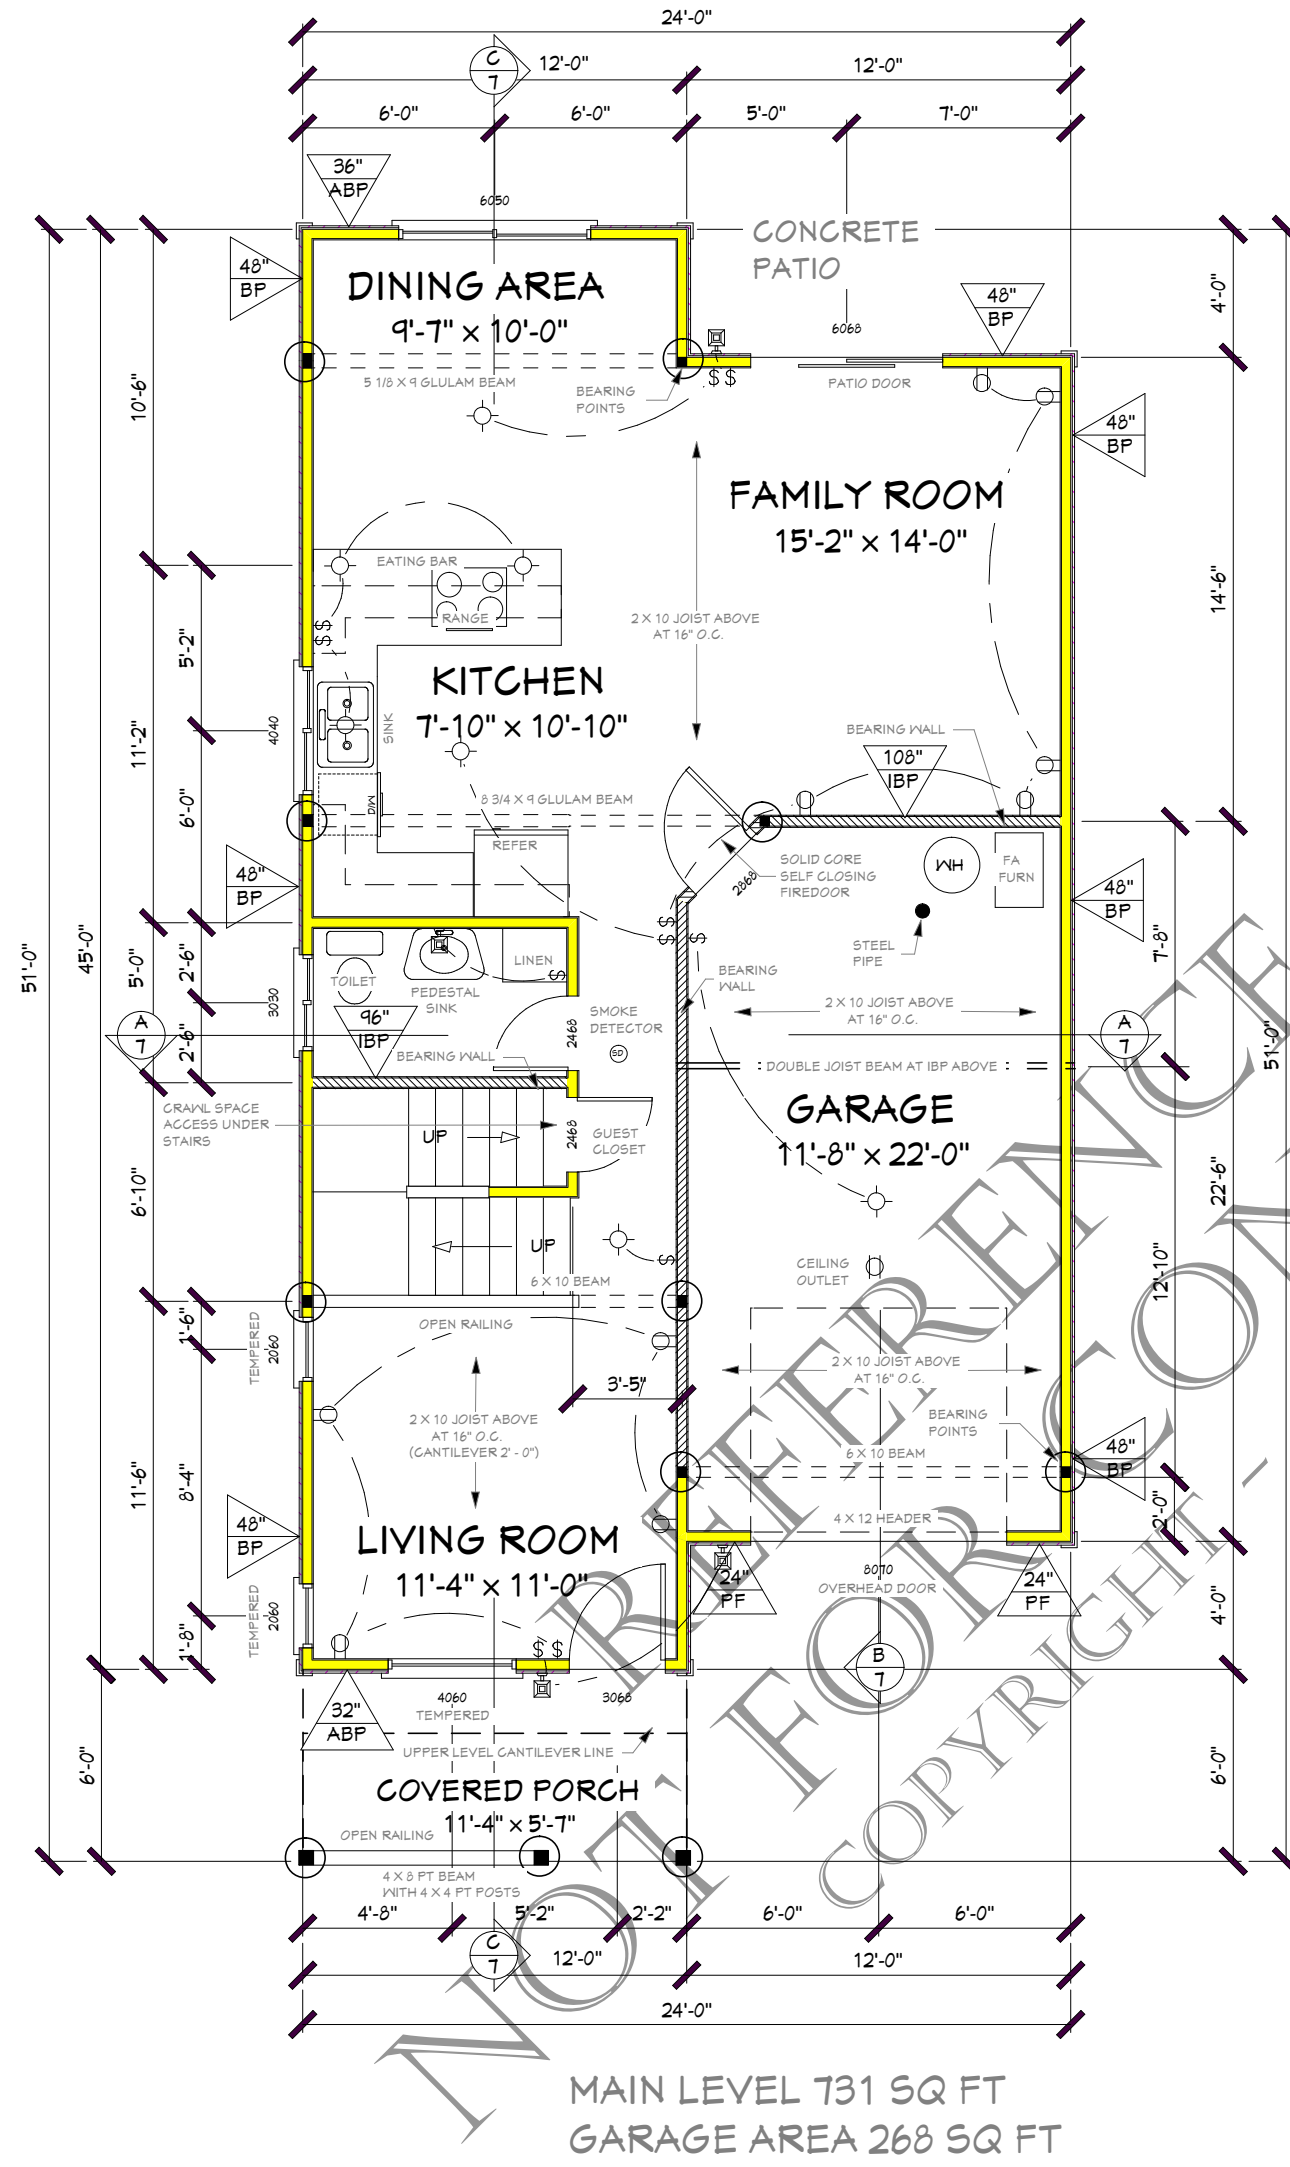 24'-0"
C
7
12'-0"
12'-0"
6'-0"
6'-0"
5'-0"
7'-0"
36"
ABP
6050
CONCRETE
PATIO
48"
BP
DINING AREA
9'-7" x 10'-0"
48"
BP
4'-0"
6068
5 1/8 X 9 GLULAM BEAM
BEARING
POINTS
$ $
PATIO DOOR
10'-6"
48"
BP
FAMILY ROOM
15'-2" x 14'-0"
EATING BAR
RANGE
$
$
2 X 10 JOIST ABOVE
AT 16" O.C.
14'-6"
5'-2"
KITCHEN
7'-10" x 10'-10"
4040
SINK
11'-2"
BEARING WALL
108"
IBP
6'-0"
D/W
8 3/4 X 9 GLULAM BEAM
REFER
2868
SOLID CORE
SELF CLOSING
FIREDOOR
WH
FA
FURN
48"
BP
48"
BP
$
$
$
STEEL
PIPE
7'-8"
51'-0"
45'-0"
5'-0"
2'-6"
TOILET
PEDESTAL
SINK
LINEN
$
BEARING
WALL
3030
96"
IBP
SMOKE
DETECTOR
SD
2468
2 X 10 JOIST ABOVE
AT 16" O.C.
A
7
2'-6"
A
7
51'-0"
BEARING WALL
DOUBLE JOIST BEAM AT IBP ABOVE
CRAWL SPACE
ACCESS UNDER
STAIRS
UP
2468
GUEST
CLOSET
GARAGE
11'-8" x 22'-0"
6'-10"
22'-6"
UP
$
6 X 10 BEAM
CEILING
OUTLET
12'-10"
1'-6"
TEMPERED
2060
OPEN RAILING
3'-5"
2 X 10 JOIST ABOVE
AT 16" O.C.
2 X 10 JOIST ABOVE
AT 16" O.C.
(CANTILEVER 2' - 0")
BEARING
POINTS
6 X 10 BEAM
48"
BP
11'-6"
8'-4"
48"
BP
LIVING ROOM
11'-4" x 11'-0"
4 X 12 HEADER
2'-0"
8070
OVERHEAD DOOR
24"
PF
24"
PF
4'-0"
TEMPERED
2060
1'-8"
$ $
B
7
32"
ABP
4060
TEMPERED
3068
UPPER LEVEL CANTILEVER LINE
6'-0"
6'-0"
COVERED PORCH
11'-4" x 5'-7"
OPEN RAILING
4 X 8 PT BEAM
WITH 4 X 4 PT POSTS
4'-8"
5'-2"
2'-2"
6'-0"
6'-0"
C
7
12'-0"
12'-0"
24'-0"
REFERENCE
NOT FOR CON
COPYRIGHT -
MAIN LEVEL 731 SQ FT
GARAGE AREA 268 SQ FT